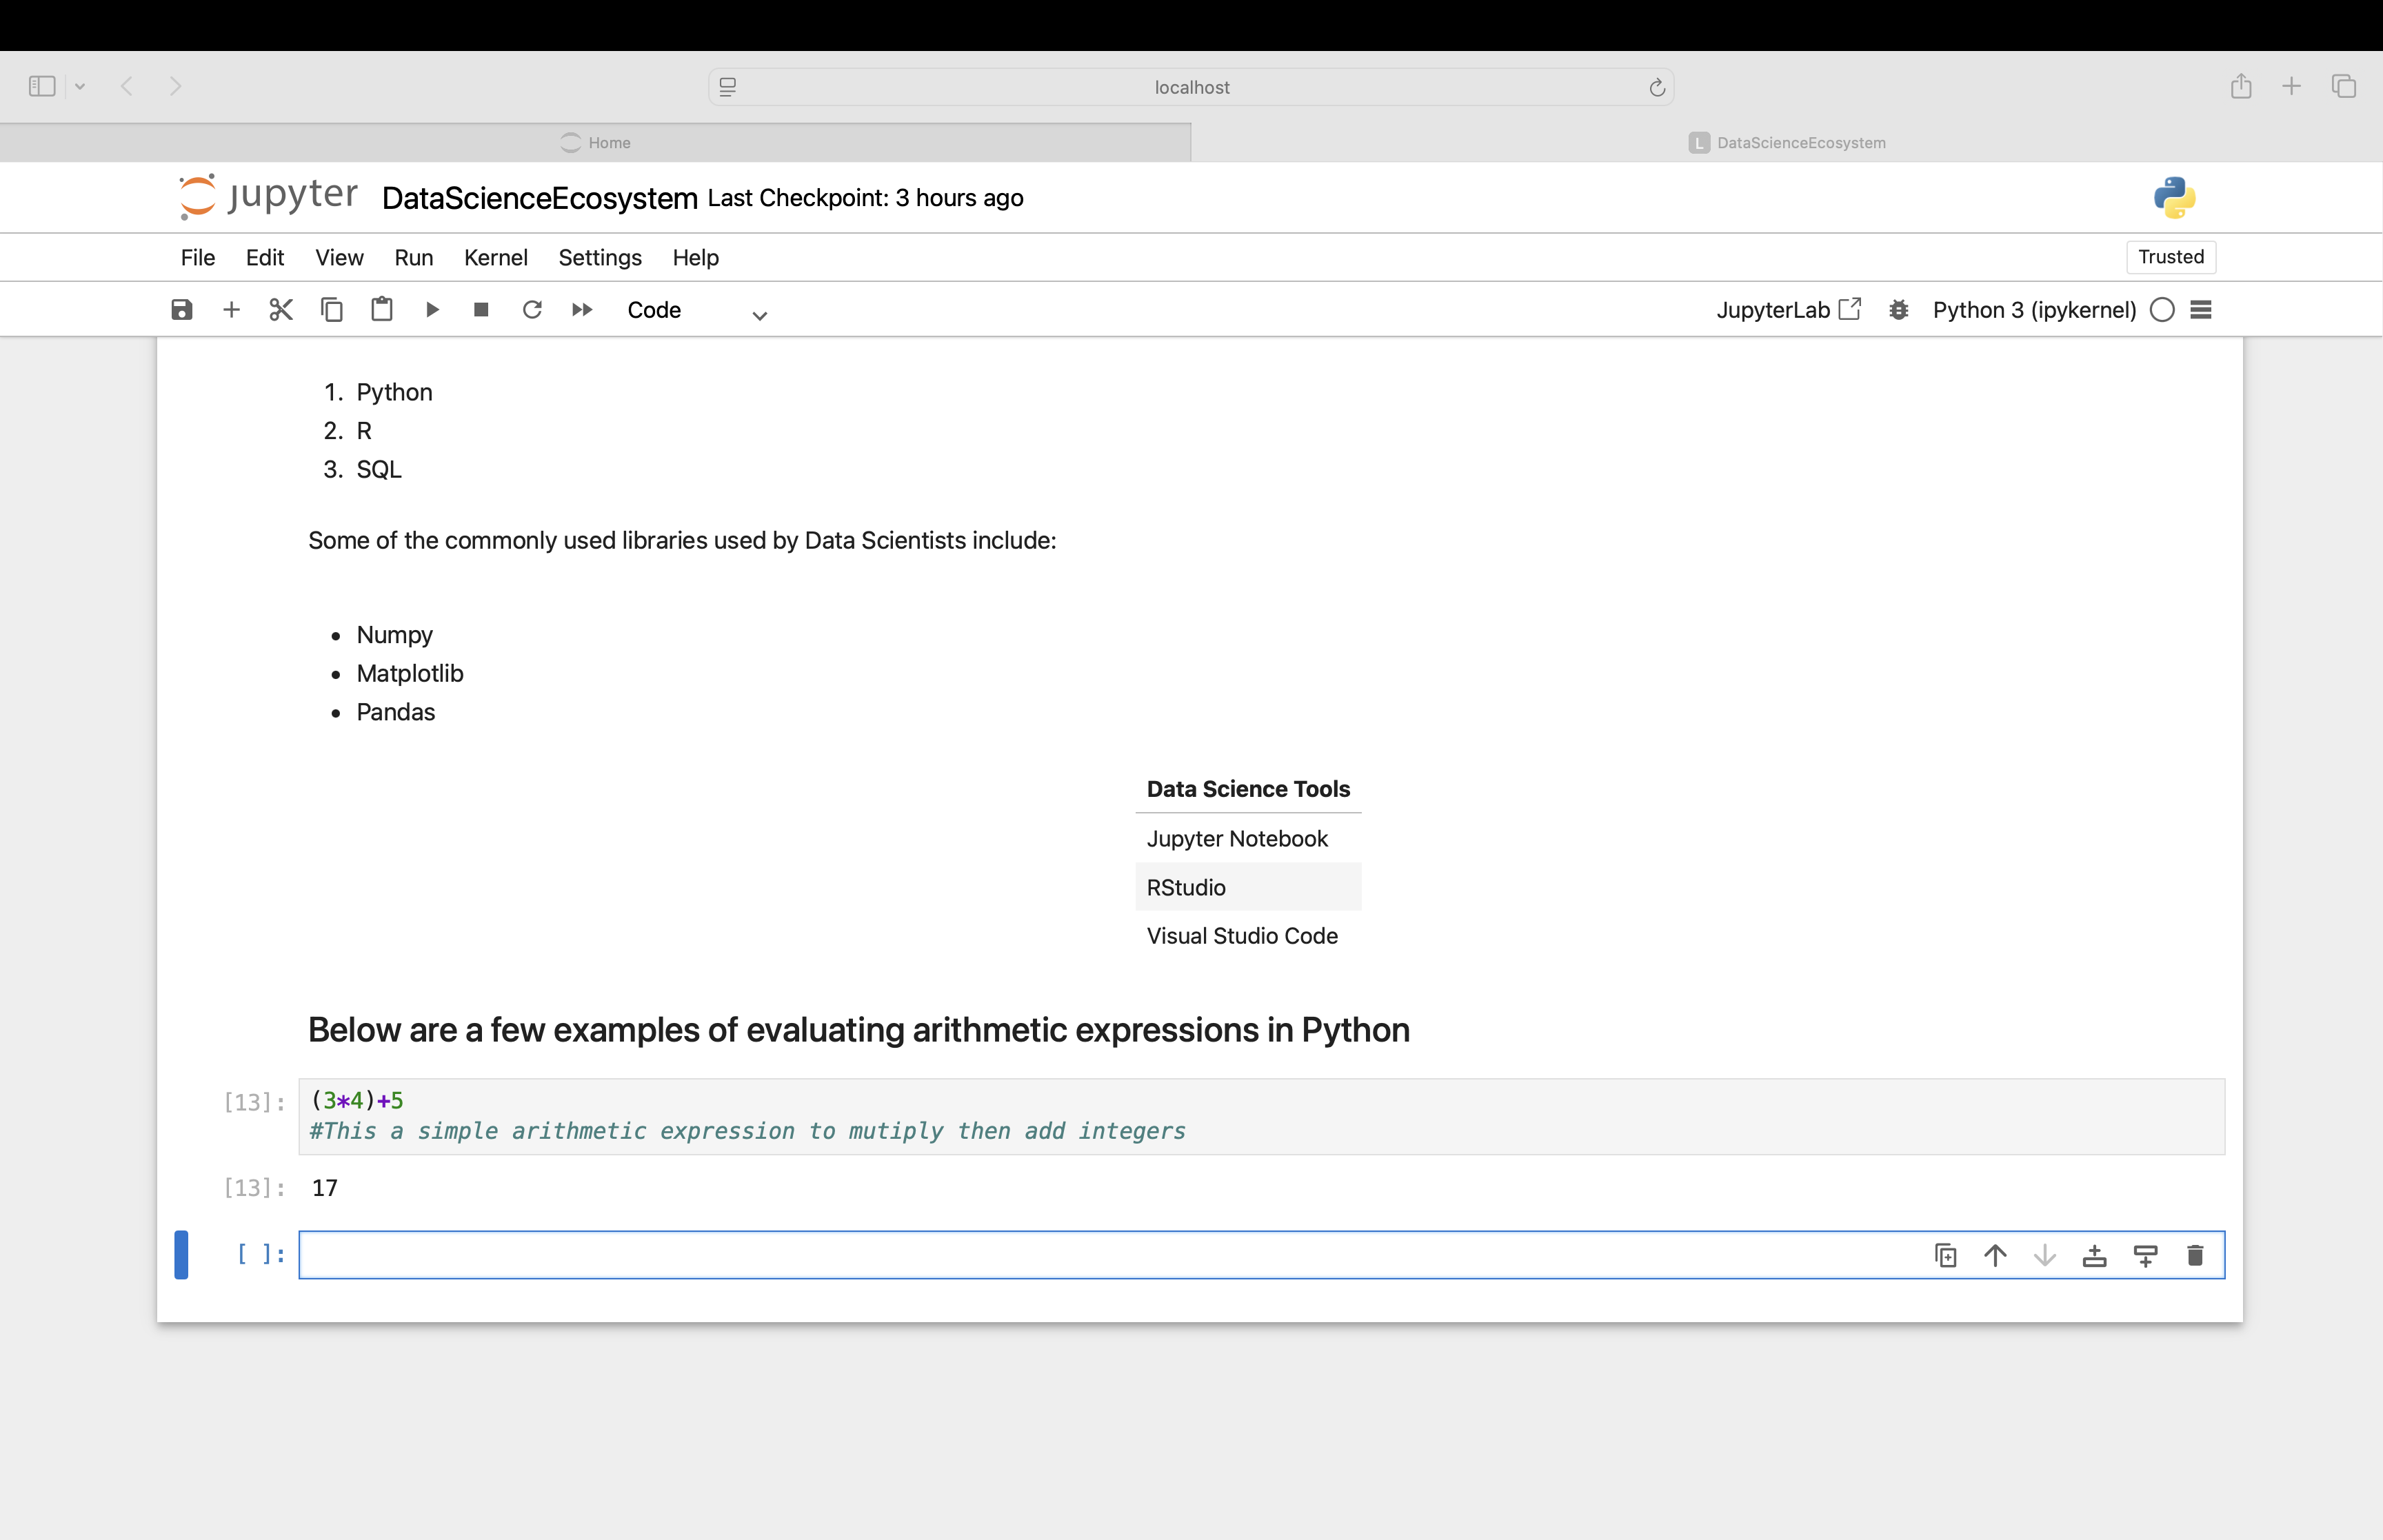 localhost
Home
L DataScienceEcosystem
jupyter DataScienceEcosystem Last Checkpoint: 3 hours ago
File Edit View Run Kernel Settings Help Trusted
Code JupyterLab Python 3 (ipykernel)
1. Python
2. R
3. SQL
Some of the commonly used libraries used by Data Scientists include:
• Numpy
• Matplotlib
• Pandas
Data Science Tools
Jupyter Notebook
RStudio
Visual Studio Code
Below are a few examples of evaluating arithmetic expressions in Python
[13]: (3*4)+5
#This a simple arithmetic expression to mutiply then add integers
[13]: 17
[ ]: